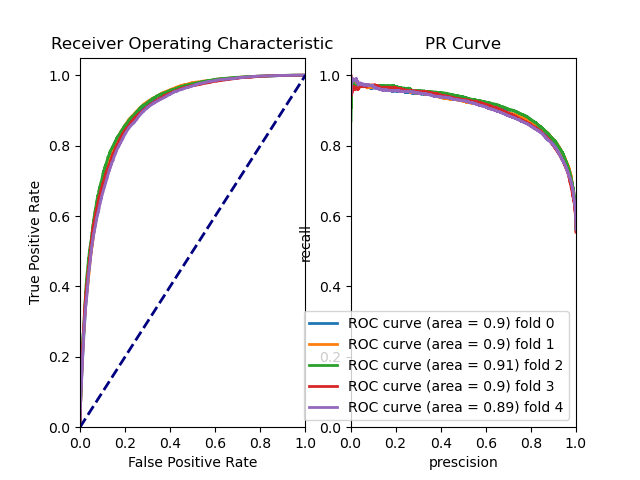 Receiver Operating Characteristic
True Positive Rate
1.0
0.8
0.6
0.4
0.2
0.0
0.0 0.2 0.4 0.6 0.8 1.0
False Positive Rate
PR Curve
recall
1.0
0.8
0.6
0.4
0.2
0.0
ROC curve (area = 0.9) fold 0
ROC curve (area = 0.9) fold 1
ROC curve (area = 0.91) fold 2
ROC curve (area = 0.9) fold 3
ROC curve (area = 0.89) fold 4
0.0 0.2 0.4 0.6 0.8 1.0
prescision